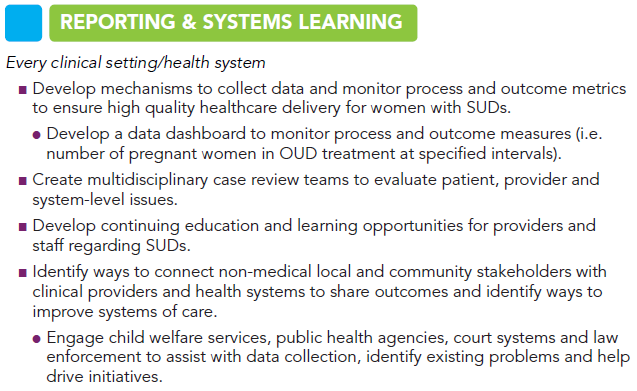 REPORTING & SYSTEMS LEARNING
Every clinical setting/health system
■ Develop mechanisms to collect data and monitor process and outcome metrics
to ensure high quality healthcare delivery for women with SUDs.
● Develop a data dashboard to monitor process and outcome measures (i.e.
number of pregnant women in OUD treatment at specified intervals).
■ Create multidisciplinary case review teams to evaluate patient, provider and
system-level issues.
■ Develop continuing education and learning opportunities for providers and
staff regarding SUDs.
■ Identify ways to connect non-medical local and community stakeholders with
clinical providers and health systems to share outcomes and identify ways to
improve systems of care.
● Engage child welfare services, public health agencies, court systems and law
enforcement to assist with data collection, identify existing problems and help
drive initiatives.